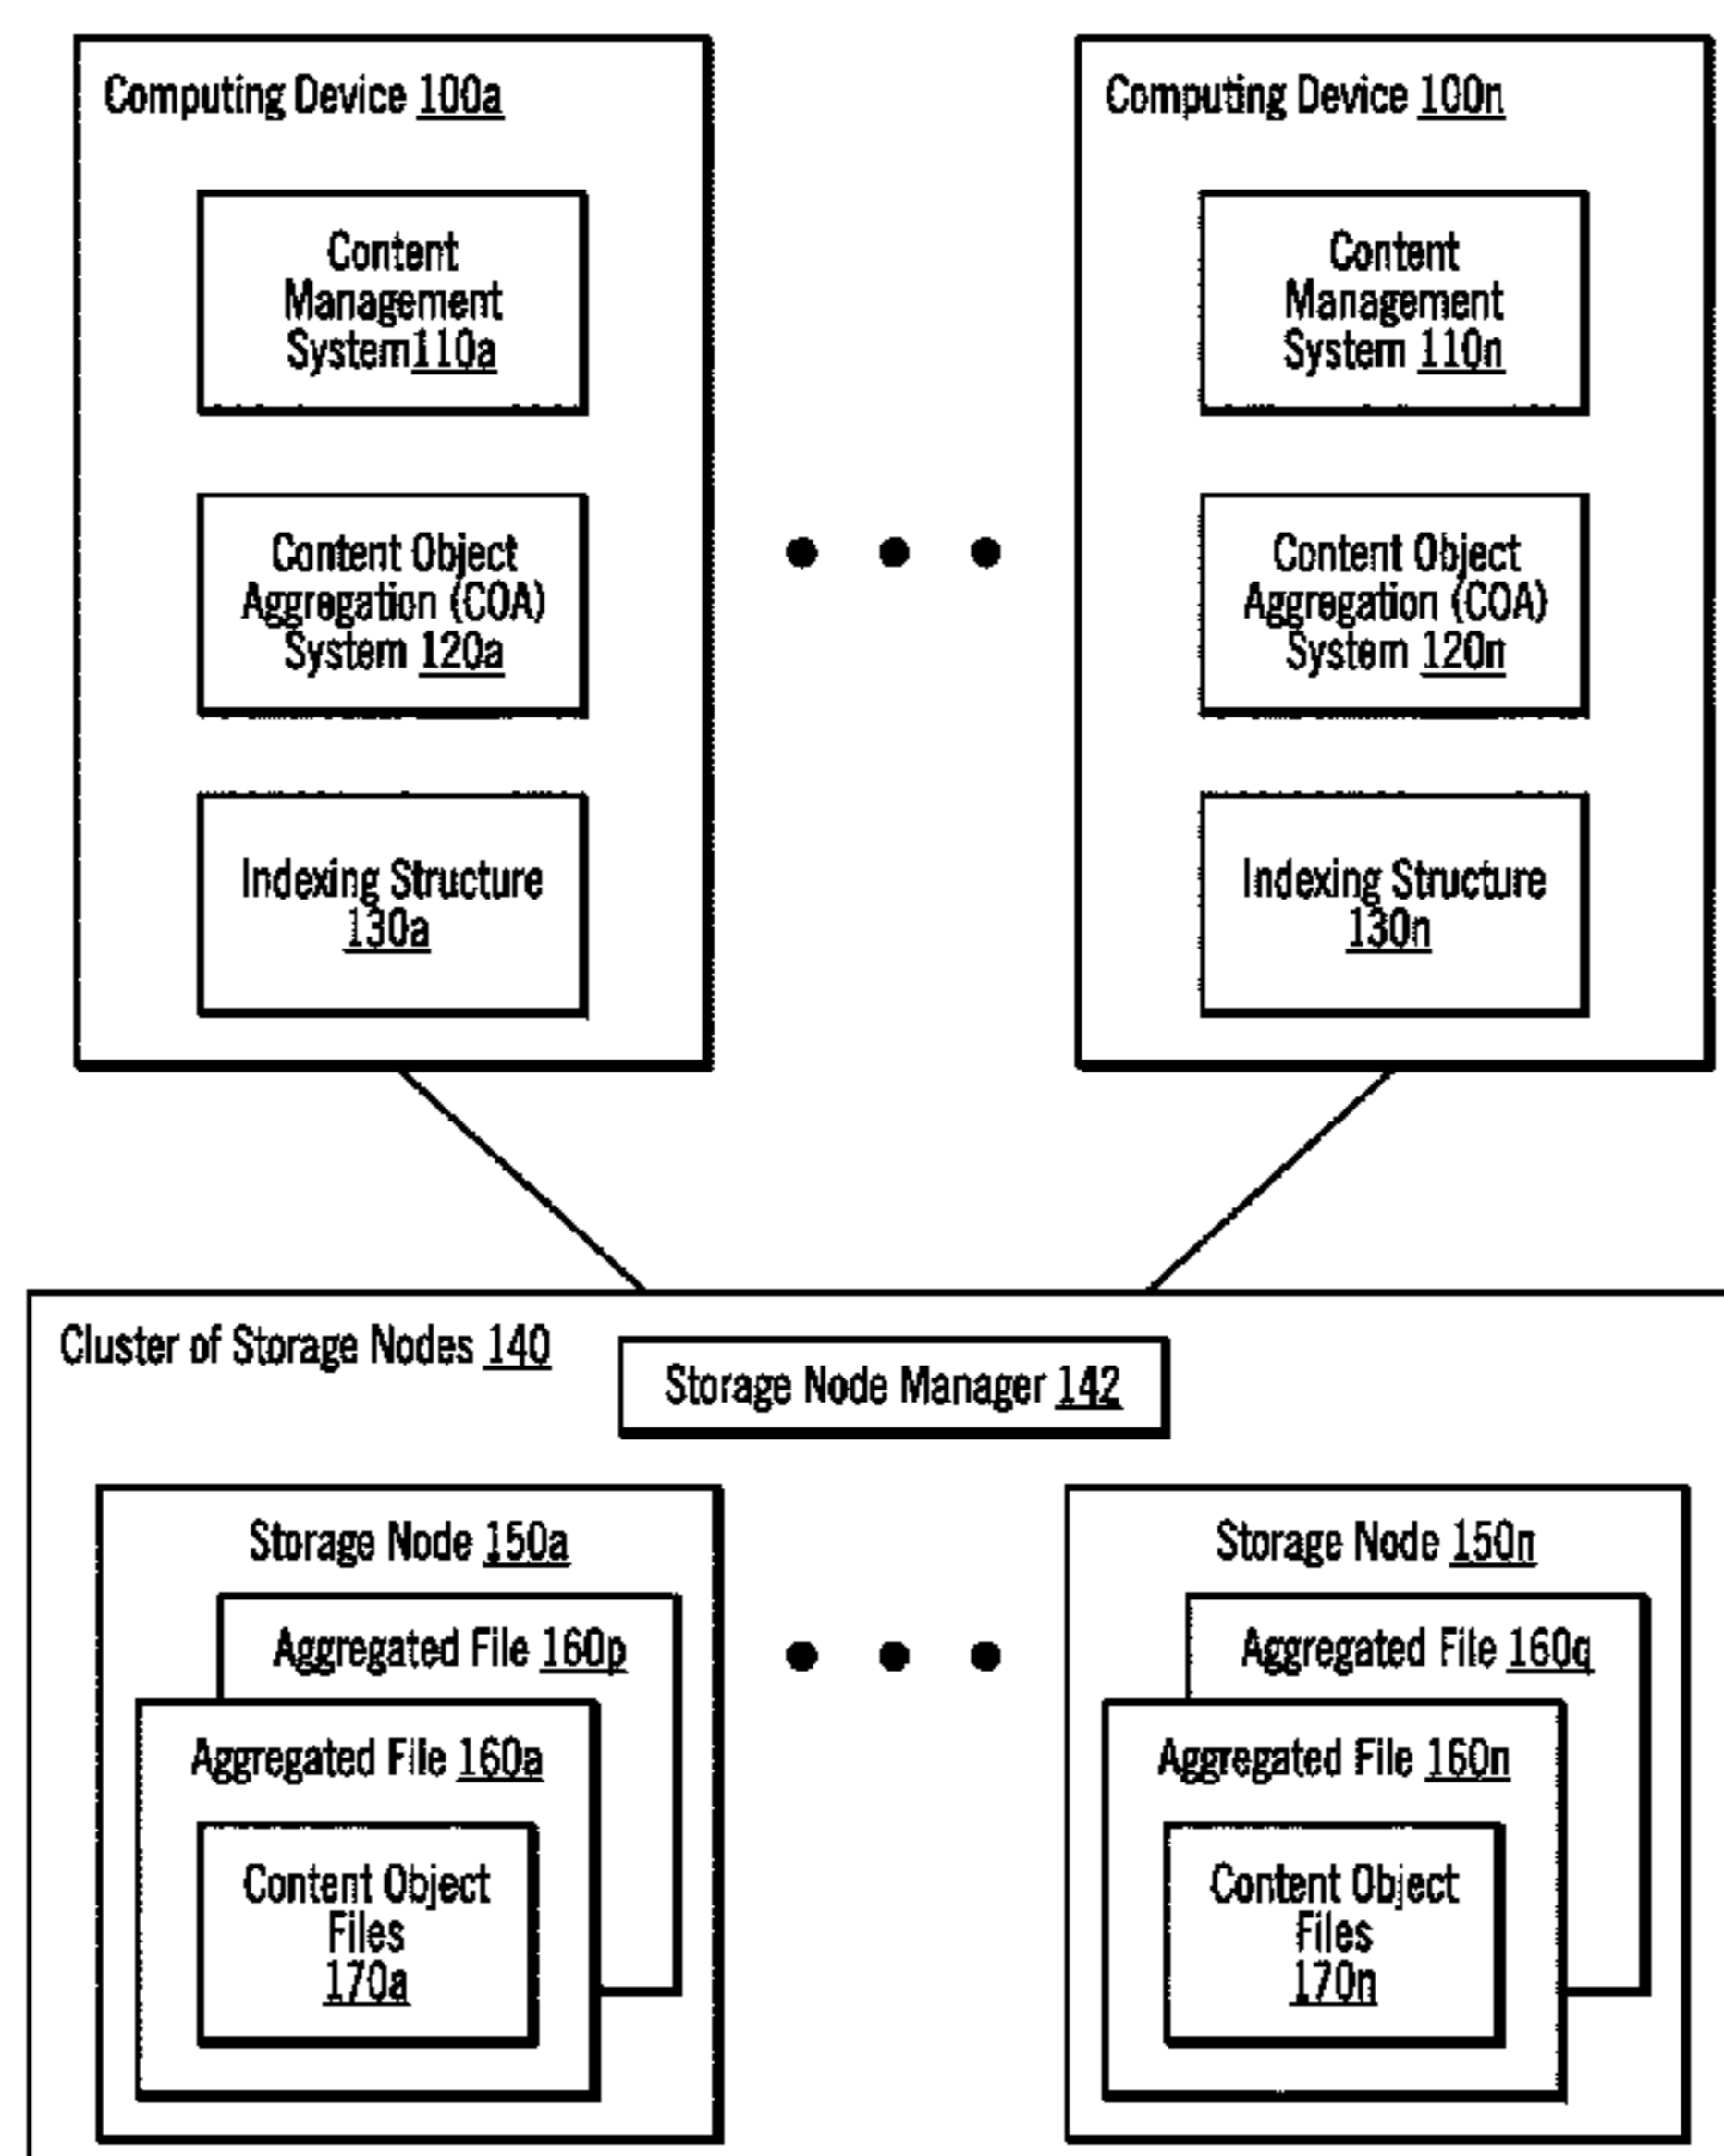 Computing Device 100a
Content
Management
System110a
Content Object
Aggregation (COA)
System 120a
Indexing Structure
130a
Computing Device 100n
Content
Management
System 110n
Content Object
Aggregation (COA)
System 120n
Indexing Structure
130n
Cluster of Storage Nodes 140
Storage Node Manager 142
Storage Node 150a
Aggregated File 160p
Aggregated File 160a
Content Object
Files
170a
Storage Node 150n
Aggregated File 160q
Aggregated File 160n
Content Object
Files
170n